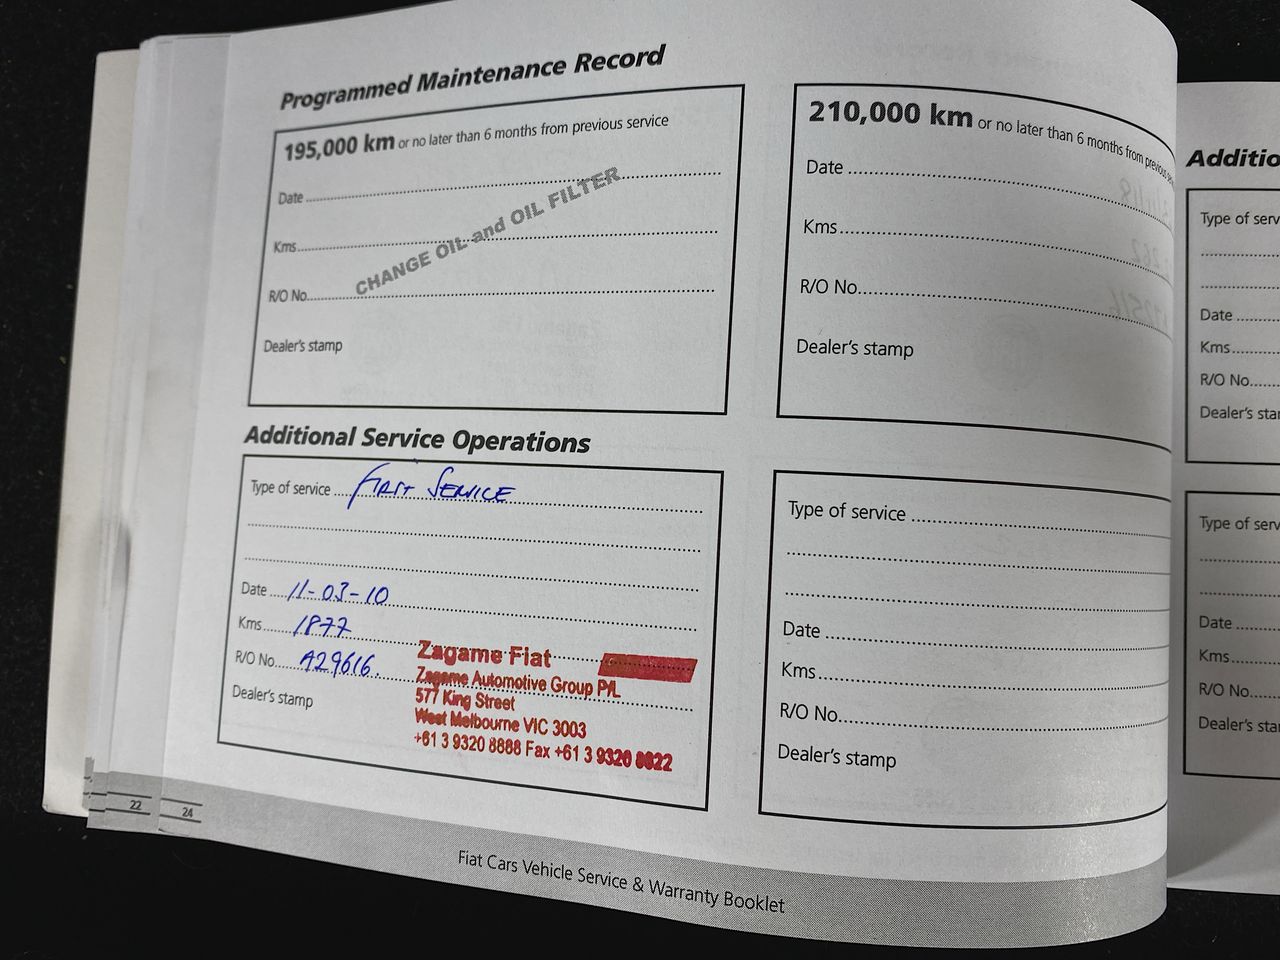 Programmed Maintenance Record
195,000 km or no later than 6 months from previous service
Date
Kms
R/O No.
Dealer's stamp
CHANGE OIL and OIL FILTER
210,000 km or no later than 6 months from previous
Date
Kms
R/O No.
Dealer's stamp
Additional Service Operations
Type of service First Service
Date 11-03-10
Kms 1877
R/O No. A29616.
Dealer's stamp
Zagame Fiat
Zagame Automotive Group P/L
577 King Street
West Melbourne VIC 3003
+61 3 9320 8888 Fax +61 3 9320 8822
Type of service
Date
Kms
R/O No.
Dealer's stamp
22
24
Fiat Cars Vehicle Service & Warranty Booklet
Additio
Type of serv
Date
Kms
R/O No.
Dealer's sta
Type of serv
Date
Kms
R/O No.
Dealer's sta